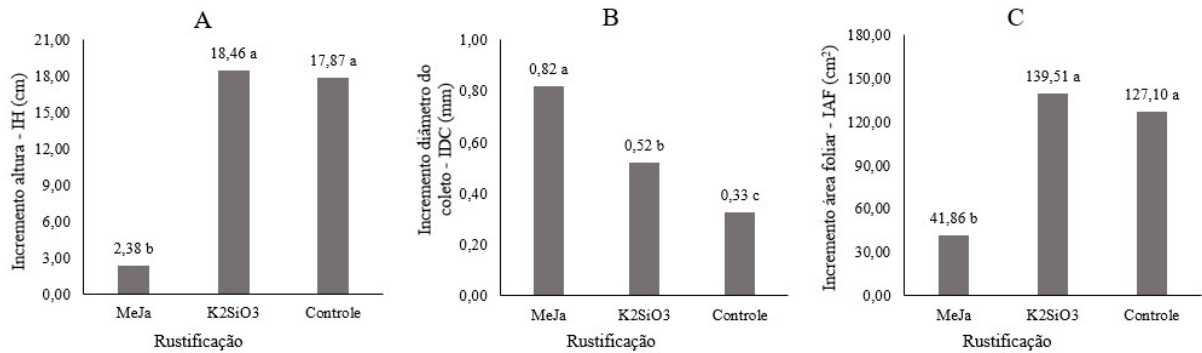 A
Incremento altura - IH (cm)
21,00
18,00
15,00
12,00
9,00
6,00
3,00
0,00
2,38 b
18,46 a
17,87 a
MeJa
K2SiO3
Controle
Rustificação
B
Incremento diâmetro do
coleto - IDC (mm)
1,00
0,80
0,60
0,40
0,20
0,00
0,82 a
0,52 b
0,33 c
MeJa
K2SiO3
Controle
Rustificação
C
Incremento área foliar - IAF (cm²)
180,00
150,00
120,00
90,00
60,00
30,00
0,00
41,86 b
139,51 a
127,10 a
MeJa
K2SiO3
Controle
Rustificação